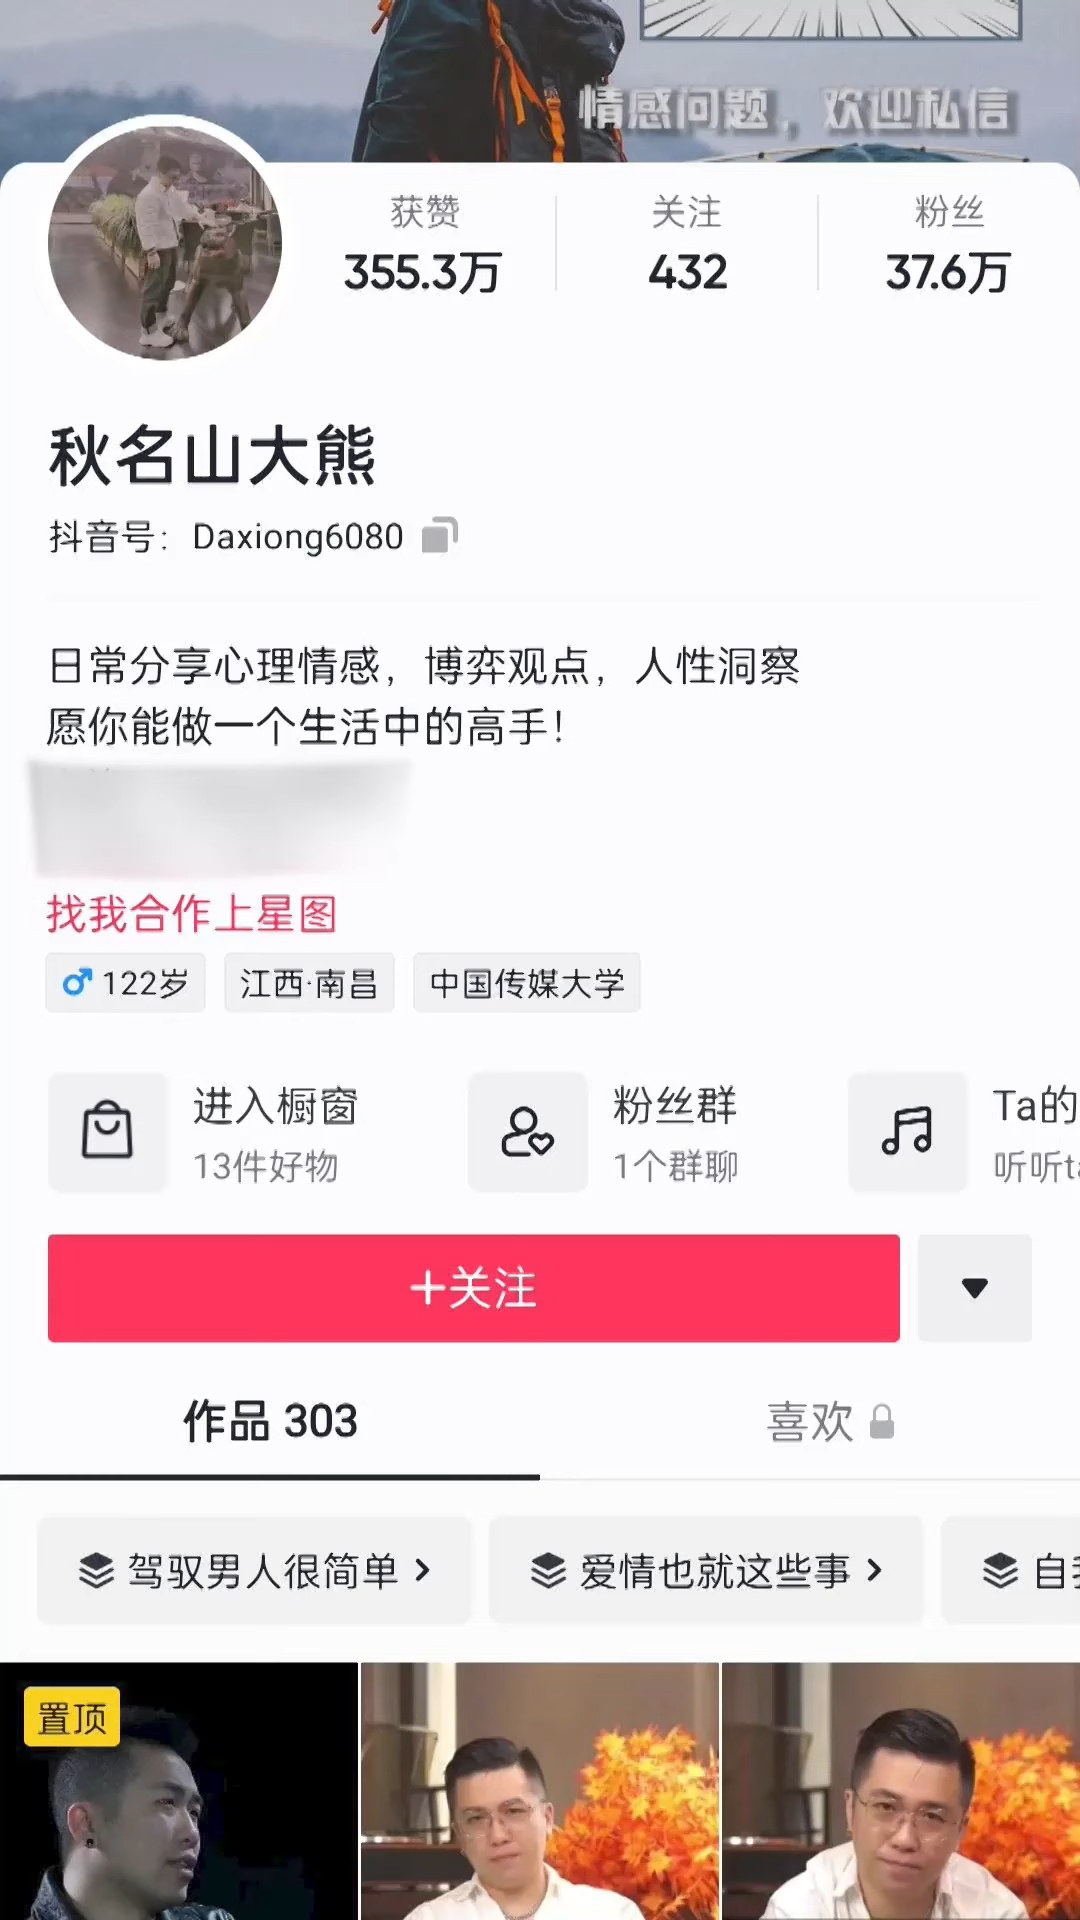 情感问题，欢迎私信
获赞
355.3万
关注
432
粉丝
37.6万
秋名山大熊
抖音号：Daxiong6080
日常分享心理情感，博弈观点，人性洞察
愿你能做一个生活中的高手！
找我合作上星图
♂ 122岁
江西·南昌
中国传媒大学
进入橱窗
13件好物
粉丝群
1个群聊
Ta的
听听ta
+关注
作品 303
喜欢
驾驭男人很简单 >
爱情也就这些事 >
自我
置顶